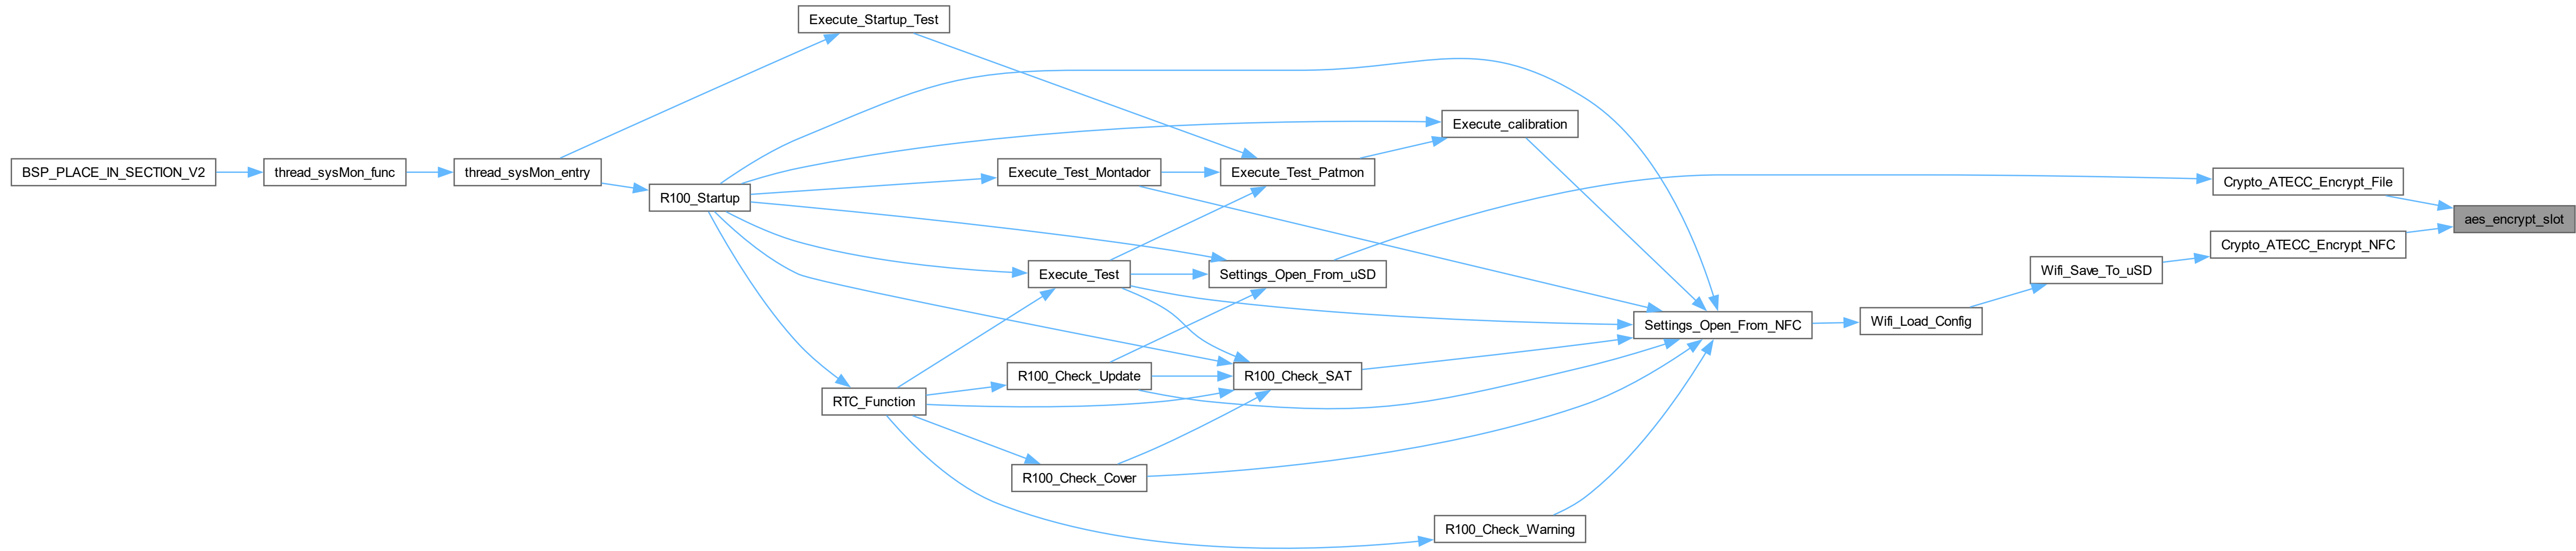 Execute_Startup_Test
Execute_calibration
BSP_PLACE_IN_SECTION_V2
thread_sysMon_func
thread_sysMon_entry
Execute_Test_Montador
Execute_Test_Patmon
Crypto_ATECC_Encrypt_File
R100_Startup
aes_encrypt_slot
Crypto_ATECC_Encrypt_NFC
Execute_Test
Settings_Open_From_uSD
Wifi_Save_To_uSD
Settings_Open_From_NFC
Wifi_Load_Config
R100_Check_Update
R100_Check_SAT
RTC_Function
R100_Check_Cover
R100_Check_Warning